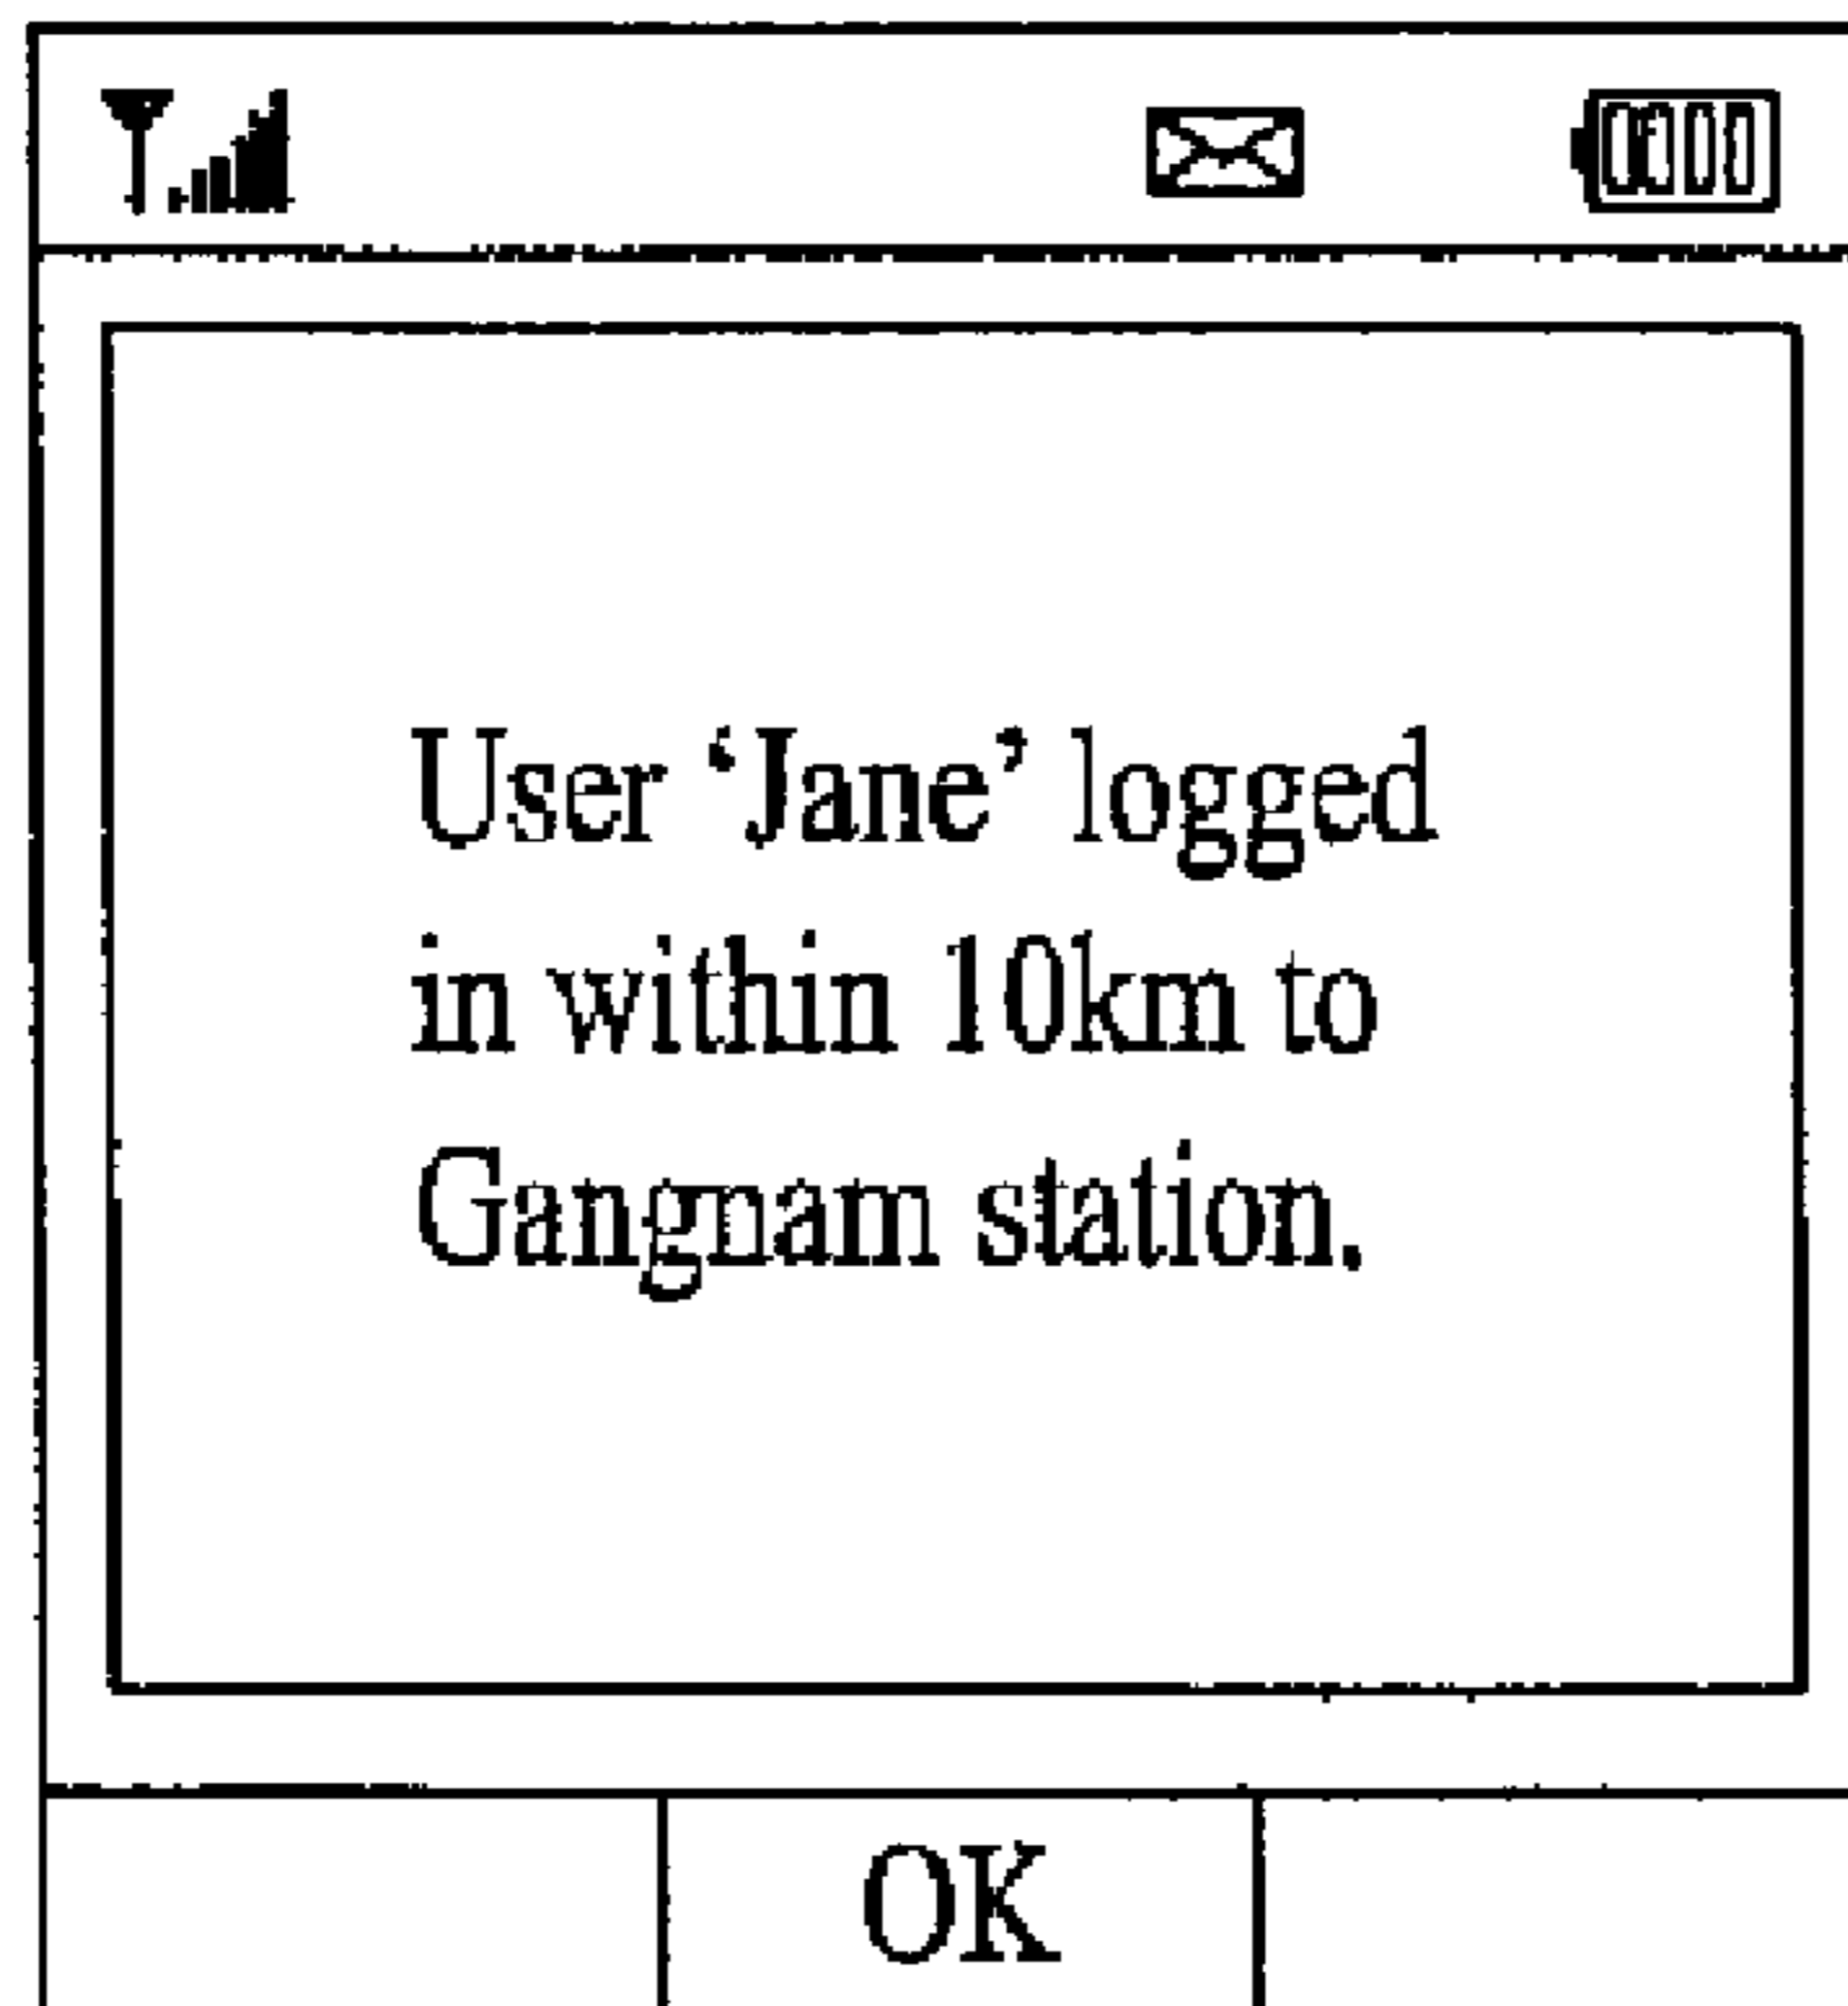 User ‘Jane’ logged
in within 10km to
Gangnam station.
OK